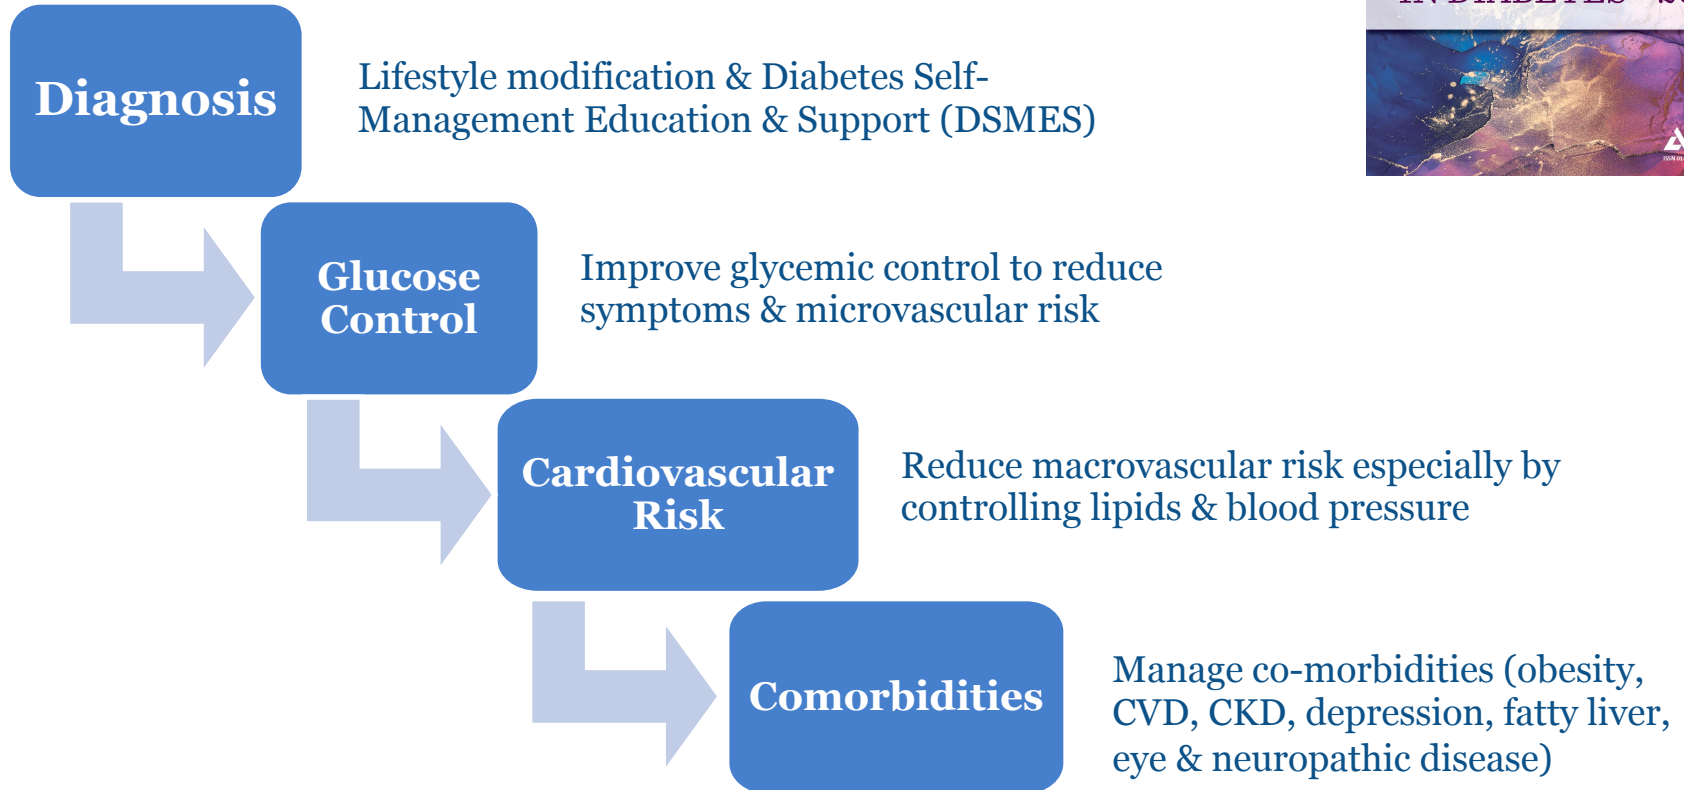 IN DIABETES
Diagnosis
Lifestyle modification & Diabetes Self-
Management Education & Support (DSMES)
Glucose
Control
Improve glycemic control to reduce
symptoms & microvascular risk
Cardiovascular
Risk
Reduce macrovascular risk especially by
controlling lipids & blood pressure
Comorbidities
Manage co-morbidities (obesity,
CVD, CKD, depression, fatty liver,
eye & neuropathic disease)